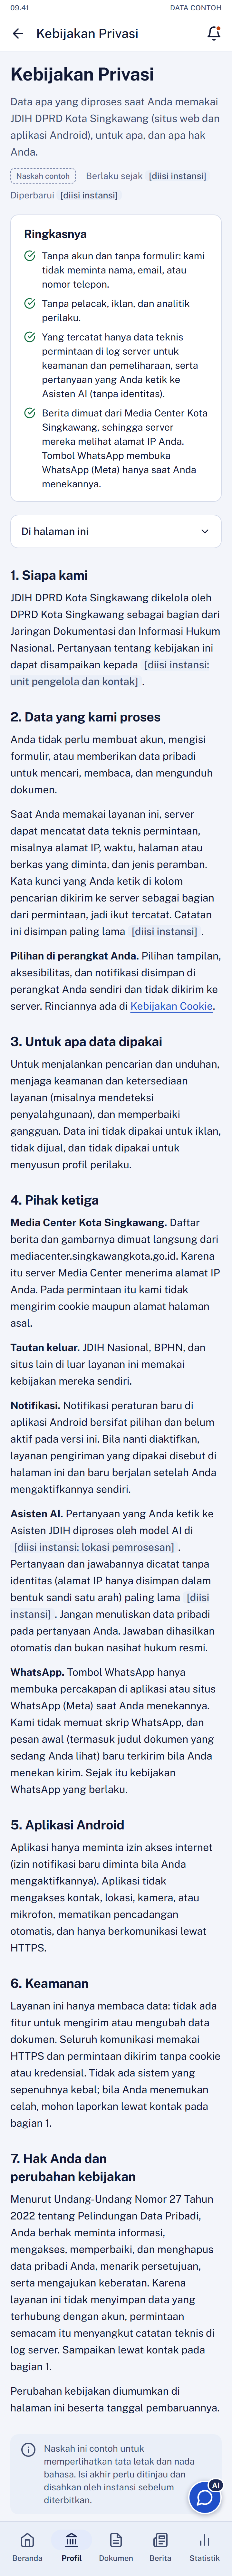 09.41 DATA CONTOH
Kebijakan Privasi
Kebijakan Privasi
Data apa yang diproses saat Anda memakai
JDIH DPRD Kota Singkawang (situs web dan
aplikasi Android), untuk apa, dan apa hak
Anda.
Naskah contoh Berlaku sejak [diisi instansi]
Diperbarui [diisi instansi]
Ringkasnya
Tanpa akun dan tanpa formulir: kami
tidak meminta nama, email, atau
nomor telepon.
Tanpa pelacak, iklan, dan analitik
perilaku.
Yang tercatat hanya data teknis
permintaan di log server untuk
keamanan dan pemeliharaan, serta
pertanyaan yang Anda ketik ke
Asisten AI (tanpa identitas).
Berita dimuat dari Media Center Kota
Singkawang, sehingga server
mereka melihat alamat IP Anda.
Tombol WhatsApp membuka
WhatsApp (Meta) hanya saat Anda
menekannya.
Di halaman ini
1. Siapa kami
JDIH DPRD Kota Singkawang dikelola oleh
DPRD Kota Singkawang sebagai bagian dari
Jaringan Dokumentasi dan Informasi Hukum
Nasional. Pertanyaan tentang kebijakan ini
dapat disampaikan kepada [diisi instansi:
unit pengelola dan kontak] .
2. Data yang kami proses
Anda tidak perlu membuat akun, mengisi
formulir, atau memberikan data pribadi
untuk mencari, membaca, dan mengunduh
dokumen.
Saat Anda memakai layanan ini, server
dapat mencatat data teknis permintaan,
misalnya alamat IP, waktu, halaman atau
berkas yang diminta, dan jenis peramban.
Kata kunci yang Anda ketik di kolom
pencarian dikirim ke server sebagai bagian
dari permintaan, jadi ikut tercatat. Catatan
ini disimpan paling lama [diisi instansi] .
Pilihan di perangkat Anda. Pilihan tampilan,
aksesibilitas, dan notifikasi disimpan di
perangkat Anda sendiri dan tidak dikirim ke
server. Rinciannya ada di Kebijakan Cookie.
3. Untuk apa data dipakai
Untuk menjalankan pencarian dan unduhan,
menjaga keamanan dan ketersediaan
layanan (misalnya mendeteksi
penyalahgunaan), dan memperbaiki
gangguan. Data ini tidak dipakai untuk iklan,
tidak dijual, dan tidak dipakai untuk
menyusun profil perilaku.
4. Pihak ketiga
Media Center Kota Singkawang. Daftar
berita dan gambarnya dimuat langsung dari
mediacenter.singkawangkota.go.id. Karena
itu server Media Center menerima alamat IP
Anda. Pada permintaan itu kami tidak
mengirim cookie maupun alamat halaman
asal.
Tautan keluar. JDIH Nasional, BPHN, dan
situs lain di luar layanan ini memakai
kebijakan mereka sendiri.
Notifikasi. Notifikasi peraturan baru di
aplikasi Android bersifat pilihan dan belum
aktif pada versi ini. Bila nanti diaktifkan,
layanan pengiriman yang dipakai disebut di
halaman ini dan baru berjalan setelah Anda
mengaktifkannya sendiri.
Asisten AI. Pertanyaan yang Anda ketik ke
Asisten JDIH diproses oleh model AI di
[diisi instansi: lokasi pemrosesan] .
Pertanyaan dan jawabannya dicatat tanpa
identitas (alamat IP hanya disimpan dalam
bentuk sandi satu arah) paling lama [diisi
instansi] . Jangan menuliskan data pribadi
pada pertanyaan Anda. Jawaban dihasilkan
otomatis dan bukan nasihat hukum resmi.
WhatsApp. Tombol WhatsApp hanya
membuka percakapan di aplikasi atau situs
WhatsApp (Meta) saat Anda menekannya.
Kami tidak memuat skrip WhatsApp, dan
pesan awal (termasuk judul dokumen yang
sedang Anda lihat) baru terkirim bila Anda
menekan kirim. Sejak itu kebijakan
WhatsApp yang berlaku.
5. Aplikasi Android
Aplikasi hanya meminta izin akses internet
(izin notifikasi baru diminta bila Anda
mengaktifkannya). Aplikasi tidak
mengakses kontak, lokasi, kamera, atau
mikrofon, mematikan pencadangan
otomatis, dan hanya berkomunikasi lewat
HTTPS.
6. Keamanan
Layanan ini hanya membaca data: tidak ada
fitur untuk mengirim atau mengubah data
dokumen. Seluruh komunikasi memakai
HTTPS dan permintaan dikirim tanpa cookie
atau kredensial. Tidak ada sistem yang
sepenuhnya kebal; bila Anda menemukan
celah, mohon laporkan lewat kontak pada
bagian 1.
7. Hak Anda dan
perubahan kebijakan
Menurut Undang-Undang Nomor 27 Tahun
2022 tentang Pelindungan Data Pribadi,
Anda berhak meminta informasi,
mengakses, memperbaiki, dan menghapus
data pribadi Anda, menarik persetujuan,
serta mengajukan keberatan. Karena
layanan ini tidak menyimpan data yang
terhubung dengan akun, permintaan
semacam itu menyangkut catatan teknis di
log server. Sampaikan lewat kontak pada
bagian 1.
Perubahan kebijakan diumumkan di
halaman ini beserta tanggal pembaruannya.
Naskah ini contoh untuk
memperlihatkan tata letak dan nada
bahasa. Isi akhir perlu ditinjau dan
disahkan oleh instansi sebelum
diterbitkan.
AI
Beranda Profil Dokumen Berita Statistik